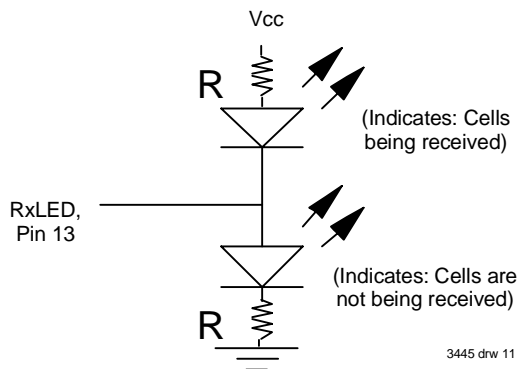 Vcc
R
(Indicates: Cells
being received)
RxLED,
Pin 13
(Indicates: Cells are
not being received)
R
3445 drw 11